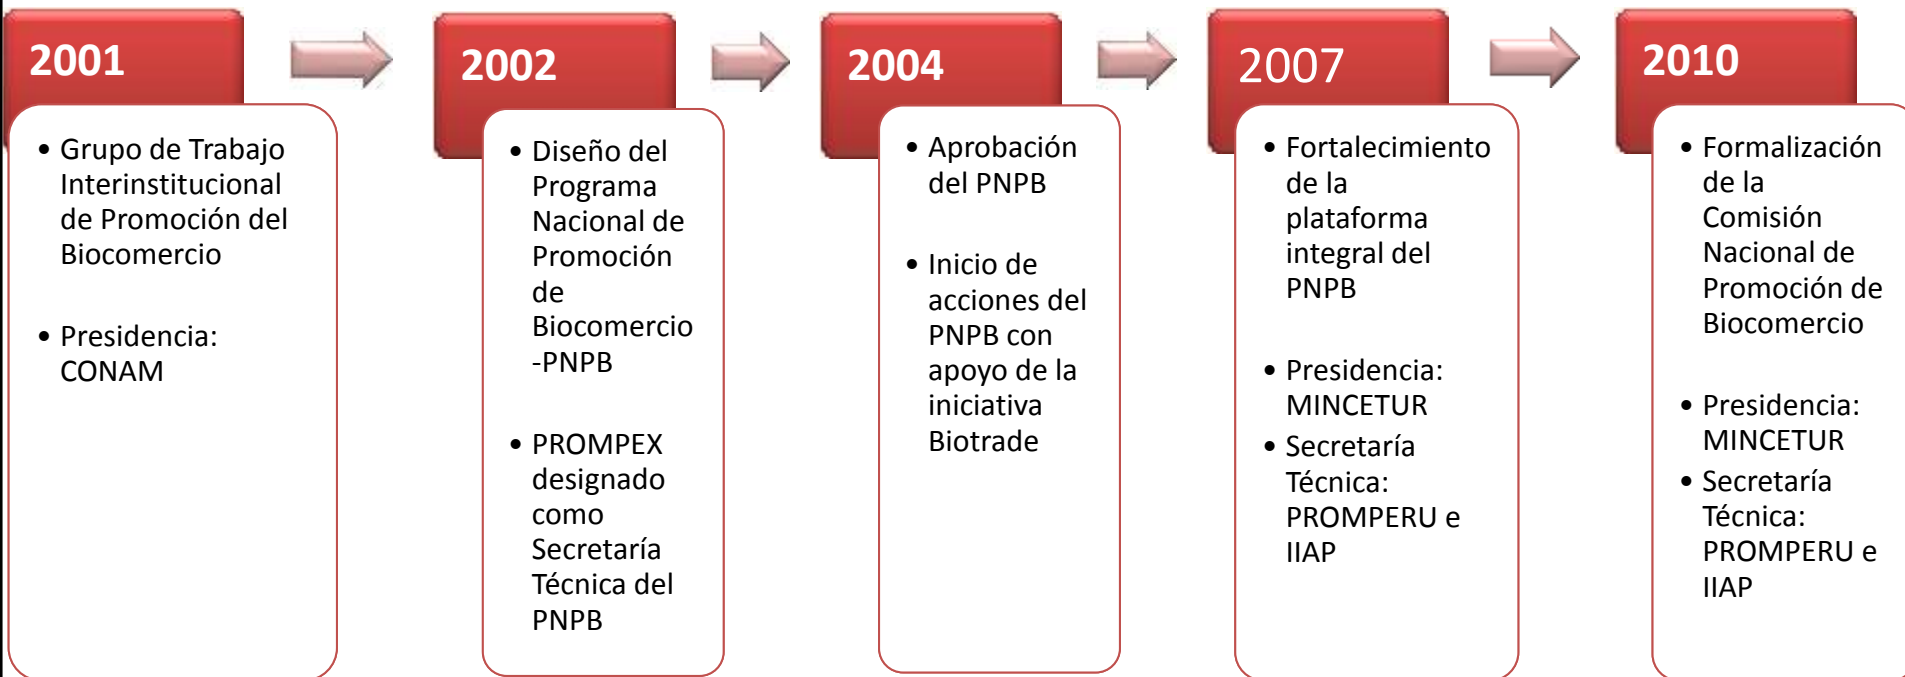 2001
• Grupo de Trabajo
Interinstitucional
de Promoción del
Biocomercio
• Presidencia:
CONAM
2002
• Diseño del
Programa
Nacional de
Promoción
de
Biocomercio
-PNPB
• PROMPEX
designado
como
Secretaría
Técnica del
PNPB
2004
• Aprobación
del PNPB
• Inicio de
acciones del
PNPB con
apoyo de la
iniciativa
Biotrade
2007
• Fortalecimiento
de la
plataforma
integral del
PNPB
• Presidencia:
MINCETUR
• Secretaría
Técnica:
PROMPERU e
IIAP
2010
• Formalización
de la
Comisión
Nacional de
Promoción de
Biocomercio
• Presidencia:
MINCETUR
• Secretaría
Técnica:
PROMPERU e
IIAP